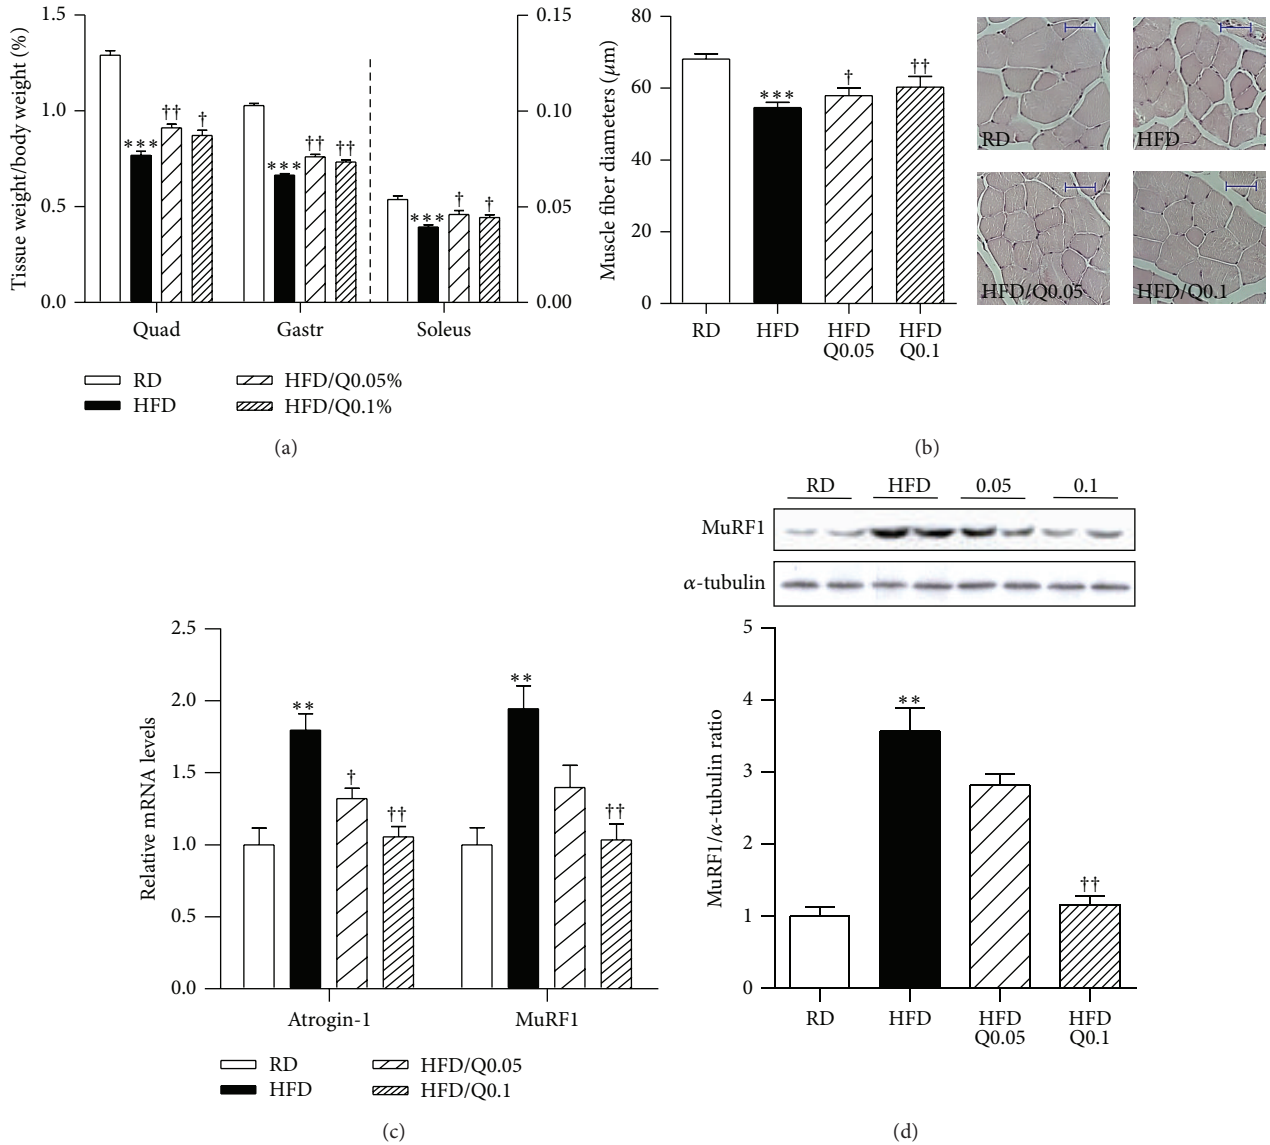 1.5
1.0
0.5
0.0
Tissue weight/body weight (%)
0.15
0.10
0.05
0.00
***
††
†
***
††
††
***
†
†
Quad Gastr Soleus
RD
HFD
HFD/Q0.05%
HFD/Q0.1%
(a)
80
60
40
20
0
Muscle fiber diameters (μm)
***
†
††
RD HFD HFD Q0.05 HFD Q0.1
RD
HFD
HFD/Q0.05
HFD/Q0.1
(b)
2.5
2.0
1.5
1.0
0.5
0.0
Relative mRNA levels
**
†
††
**
††
Atrogin-1 MuRF1
RD
HFD
HFD/Q0.05
HFD/Q0.1
(c)
RD HFD 0.05 0.1
MuRF1
α-tubulin
5
4
3
2
1
0
MuRF1/α-tubulin ratio
**
††
RD HFD HFD Q0.05 HFD Q0.1
(d)